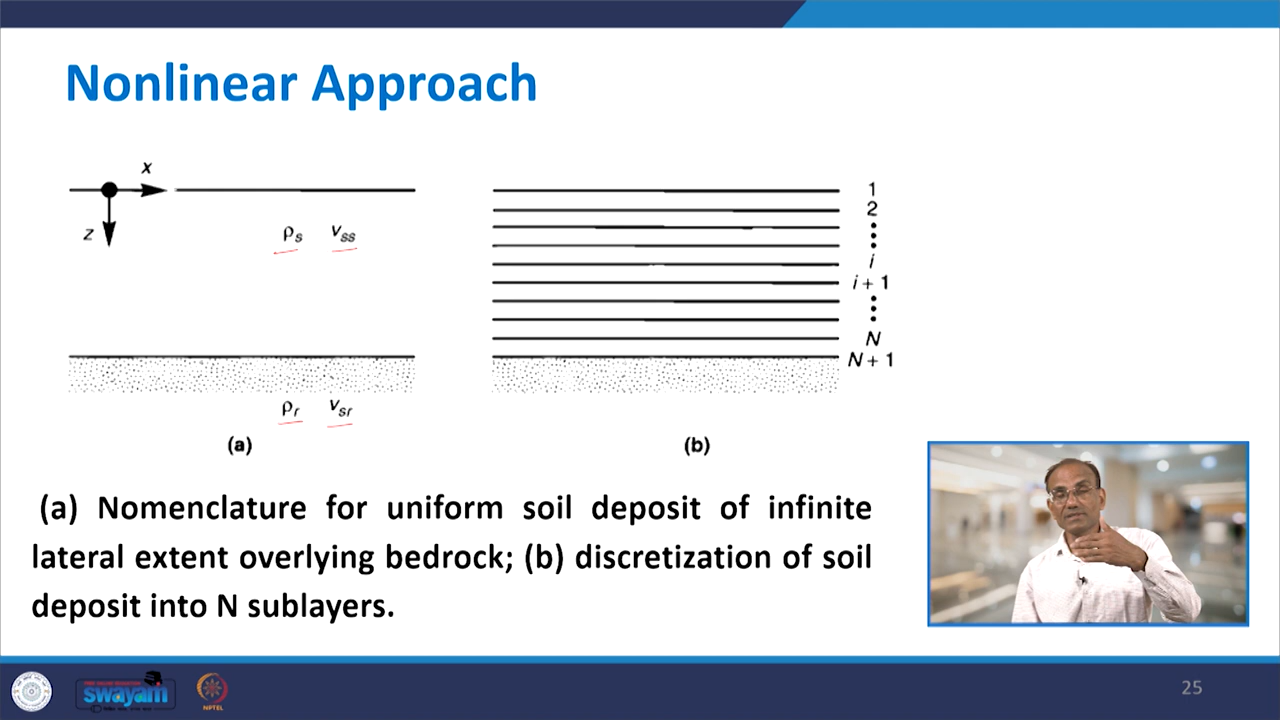 Nonlinear Approach
x
z
ρs vss
ρr vsr
(a)
1
2
i
i + 1
N
N + 1
(b)
(a) Nomenclature for uniform soil deposit of infinite
lateral extent overlying bedrock; (b) discretization of soil
deposit into N sublayers.
swayam
NPTEL
25